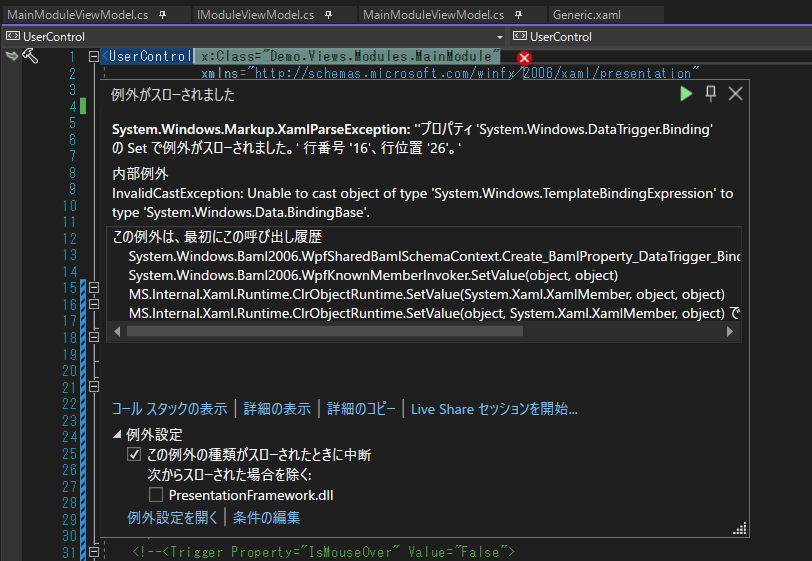 MainModuleViewModel.cs
IModuleViewModel.cs
MainModuleViewModel.cs
Generic.xaml
UserControl
UserControl
1 <UserControl x:Class="Demo.Views.Modules.MainModule"
2 xmlns="http://schemas.microsoft.com/winfx/2006/xaml/presentation"
3
4
5
6
7
8
9
10
11
12
13
14
15
16
17
18
19
20
21
22
23
24
25
26
27
28
29
30
31 <!--<Trigger Property="IsMouseOver" Value="False">
例外がスローされました
System.Windows.Markup.XamlParseException: ''プロパティ 'System.Windows.DataTrigger.Binding'
の Set で例外がスローされました。' 行番号 '16'、行位置 '26'。'
内部例外
InvalidCastException: Unable to cast object of type 'System.Windows.TemplateBindingExpression' to
type 'System.Windows.Data.BindingBase'.
この例外は、最初にこの呼び出し履歴
System.Windows.Baml2006.WpfSharedBamlSchemaContext.Create_BamlProperty_DataTrigger_Bind
System.Windows.Baml2006.WpfKnownMemberInvoker.SetValue(object, object)
MS.Internal.Xaml.Runtime.ClrObjectRuntime.SetValue(System.Xaml.XamlMember, object, object)
MS.Internal.Xaml.Runtime.ClrObjectRuntime.SetValue(object, System.Xaml.XamlMember, object) で
コール スタックの表示 | 詳細の表示 | 詳細のコピー | Live Share セッションを開始...
例外設定
この例外の種類がスローされたときに中断
次からスローされた場合を除く:
PresentationFramework.dll
例外設定を開く | 条件の編集